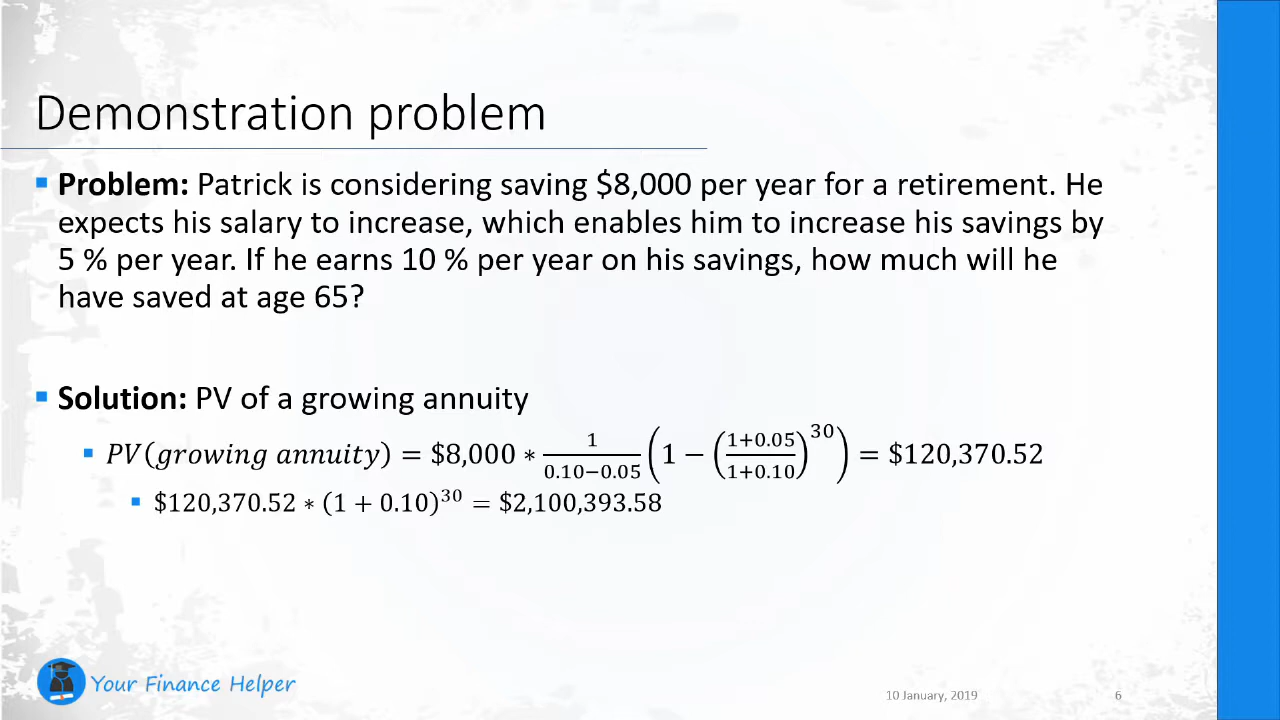 Demonstration problem
▪ Problem: Patrick is considering saving $8,000 per year for a retirement. He
expects his salary to increase, which enables him to increase his savings by
5 % per year. If he earns 10 % per year on his savings, how much will he
have saved at age 65?
▪ Solution: PV of a growing annuity
▪ PV(growing annuity) = $8,000 * 1/(0.10−0.05) (1 − ((1+0.05)/(1+0.10))^30) = $120,370.52
▪ $120,370.52 * (1 + 0.10)^30 = $2,100,393.58
Your Finance Helper
10 January, 2019
6